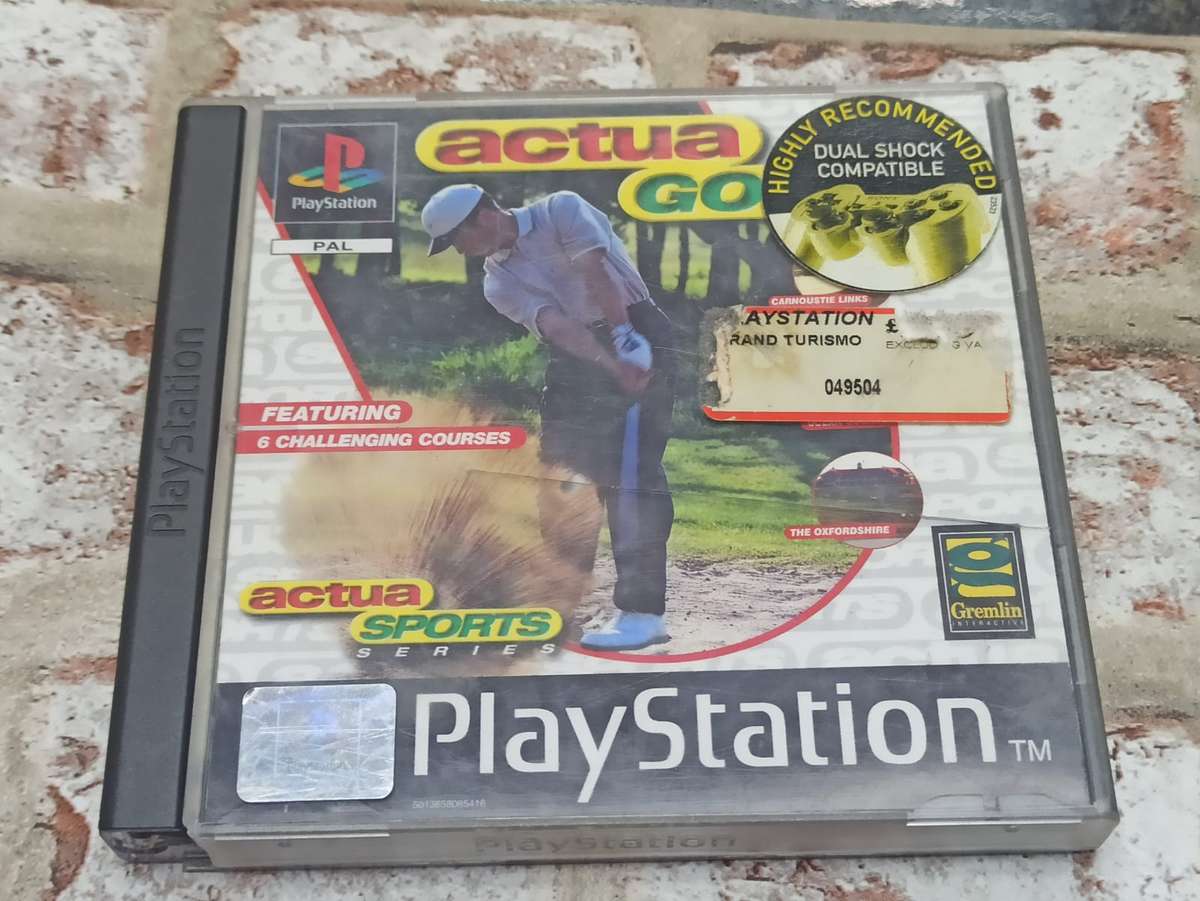 PlayStation
PAL
actua
GO
HIGHLY RECOMMENDED
DUAL SHOCK
COMPATIBLE
CARNOUSTIE LINKS
AYSTATION £
RAND TURISMO
049504
FEATURING
6 CHALLENGING COURSES
THE OXFORDSHIRE
Gremlin
INTERACTIVE
actua
SPORTS
SERIES
PlayStation TM
PlayStation
PlayStation